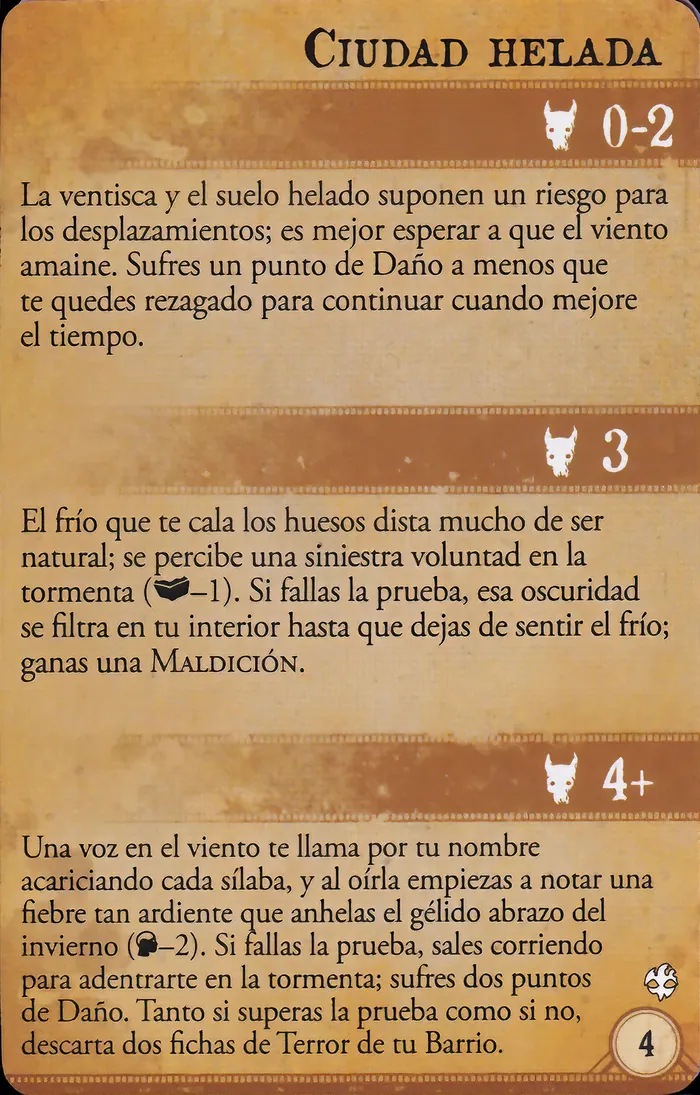 Ciudad helada
0-2
La ventisca y el suelo helado suponen un riesgo para
los desplazamientos; es mejor esperar a que el viento
amaine. Sufres un punto de Daño a menos que
te quedes rezagado para continuar cuando mejore
el tiempo.
3
El frío que te cala los huesos dista mucho de ser
natural; se percibe una siniestra voluntad en la
tormenta (–1). Si fallas la prueba, esa oscuridad
se filtra en tu interior hasta que dejas de sentir el frío;
ganas una Maldición.
4+
Una voz en el viento te llama por tu nombre
acariciando cada sílaba, y al oírla empiezas a notar una
fiebre tan ardiente que anhelas el gélido abrazo del
invierno (–2). Si fallas la prueba, sales corriendo
para adentrarte en la tormenta; sufres dos puntos
de Daño. Tanto si superas la prueba como si no,
descarta dos fichas de Terror de tu Barrio.
4